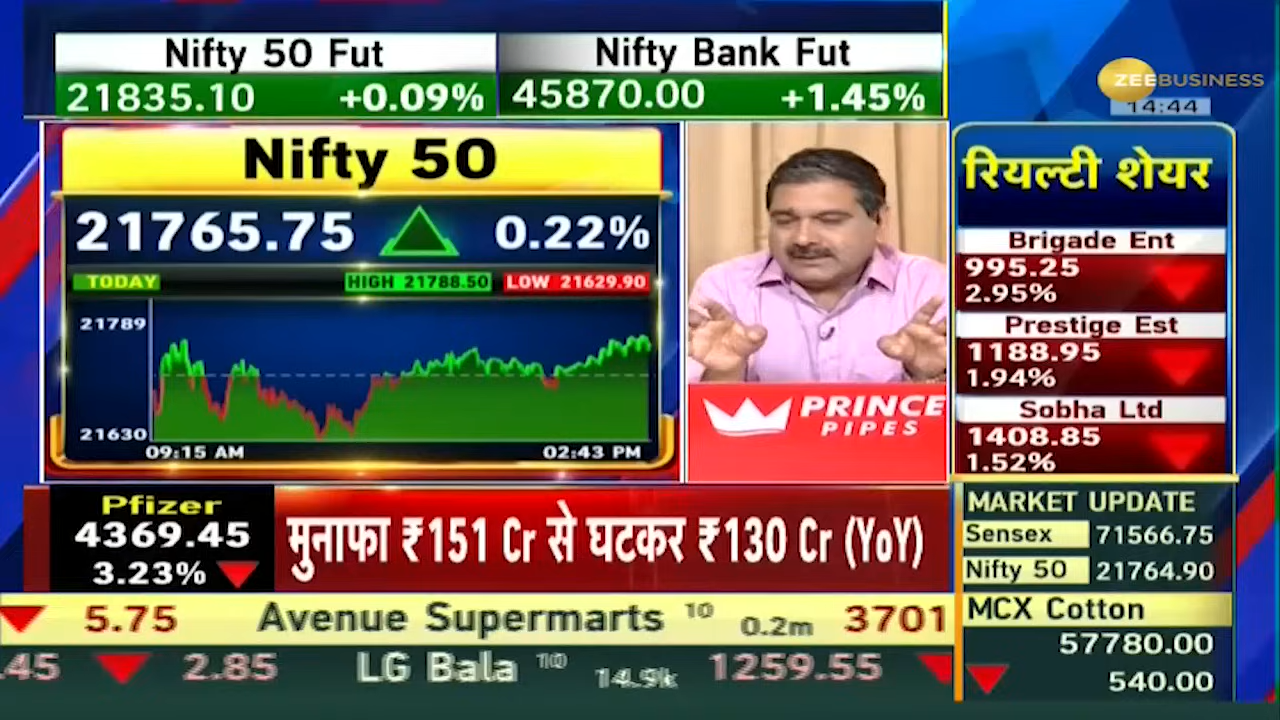 Nifty 50 Fut
21835.10 +0.09%
Nifty Bank Fut
45870.00 +1.45%
ZEEBUSINESS
14:44
Nifty 50
21765.75 0.22%
TODAY HIGH 21788.50 LOW 21629.90
21789
21630
09:15 AM 02:43 PM
PRINCE
PIPES
रियल्टी शेयर
Brigade Ent
995.25
2.95%
Prestige Est
1188.95
1.94%
Sobha Ltd
1408.85
1.52%
Pfizer
4369.45
3.23%
मुनाफा ₹151 Cr से घटकर ₹130 Cr (YoY)
MARKET UPDATE
Sensex 71566.75
Nifty 50 21764.90
MCX Cotton
57780.00
540.00
5.75 Avenue Supermarts 10 0.2m 3701
.45 2.85 LG Bala 10 14.9k 1259.55